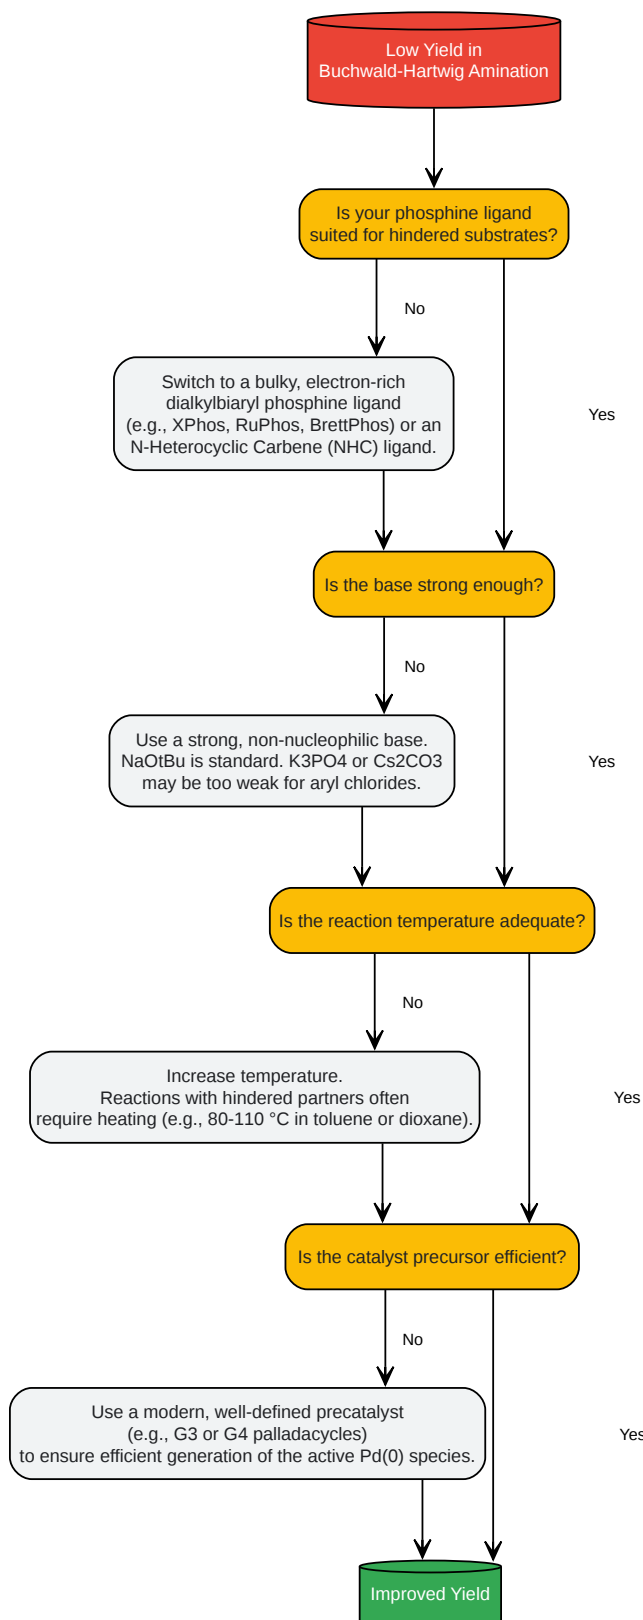 Low Yield in
Buchwald-Hartwig Amination
Is your phosphine ligand
suited for hindered substrates?
No
Switch to a bulky, electron-rich
dialkylbiaryl phosphine ligand
(e.g., XPhos, RuPhos, BrettPhos) or an
N-Heterocyclic Carbene (NHC) ligand.
Yes
Is the base strong enough?
No
Use a strong, non-nucleophilic base.
NaOtBu is standard. K3PO4 or Cs2CO3
may be too weak for aryl chlorides.
Yes
Is the reaction temperature adequate?
No
Increase temperature.
Reactions with hindered partners often
require heating (e.g., 80-110 °C in toluene or dioxane).
Yes
Is the catalyst precursor efficient?
No
Use a modern, well-defined precatalyst
(e.g., G3 or G4 palladacycles)
to ensure efficient generation of the active Pd(0) species.
Yes
Improved Yield